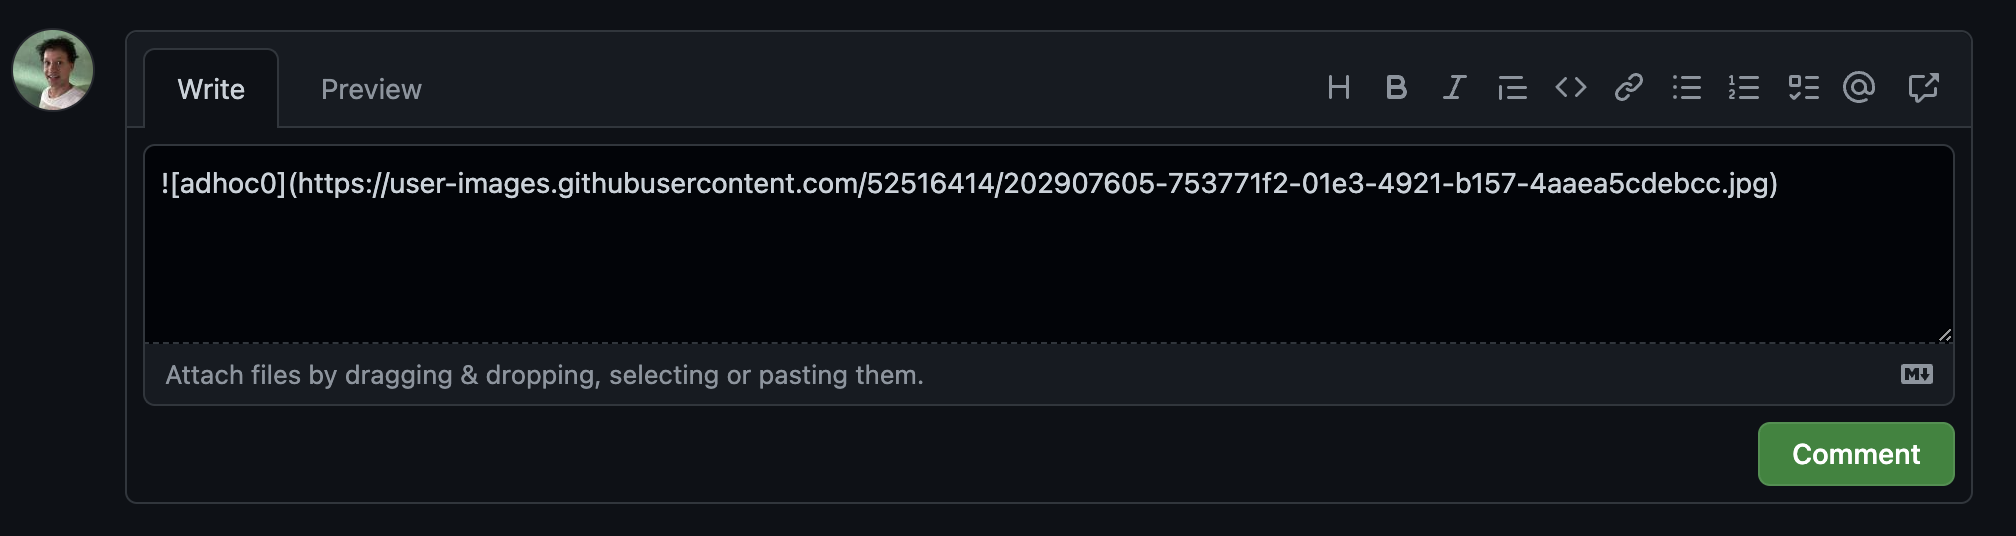 Write Preview H B I @
![adhoc0](https://user-images.githubusercontent.com/52516414/202907605-753771f2-01e3-4921-b157-4aaea5cdebcc.jpg)
Attach files by dragging & dropping, selecting or pasting them. M
Comment